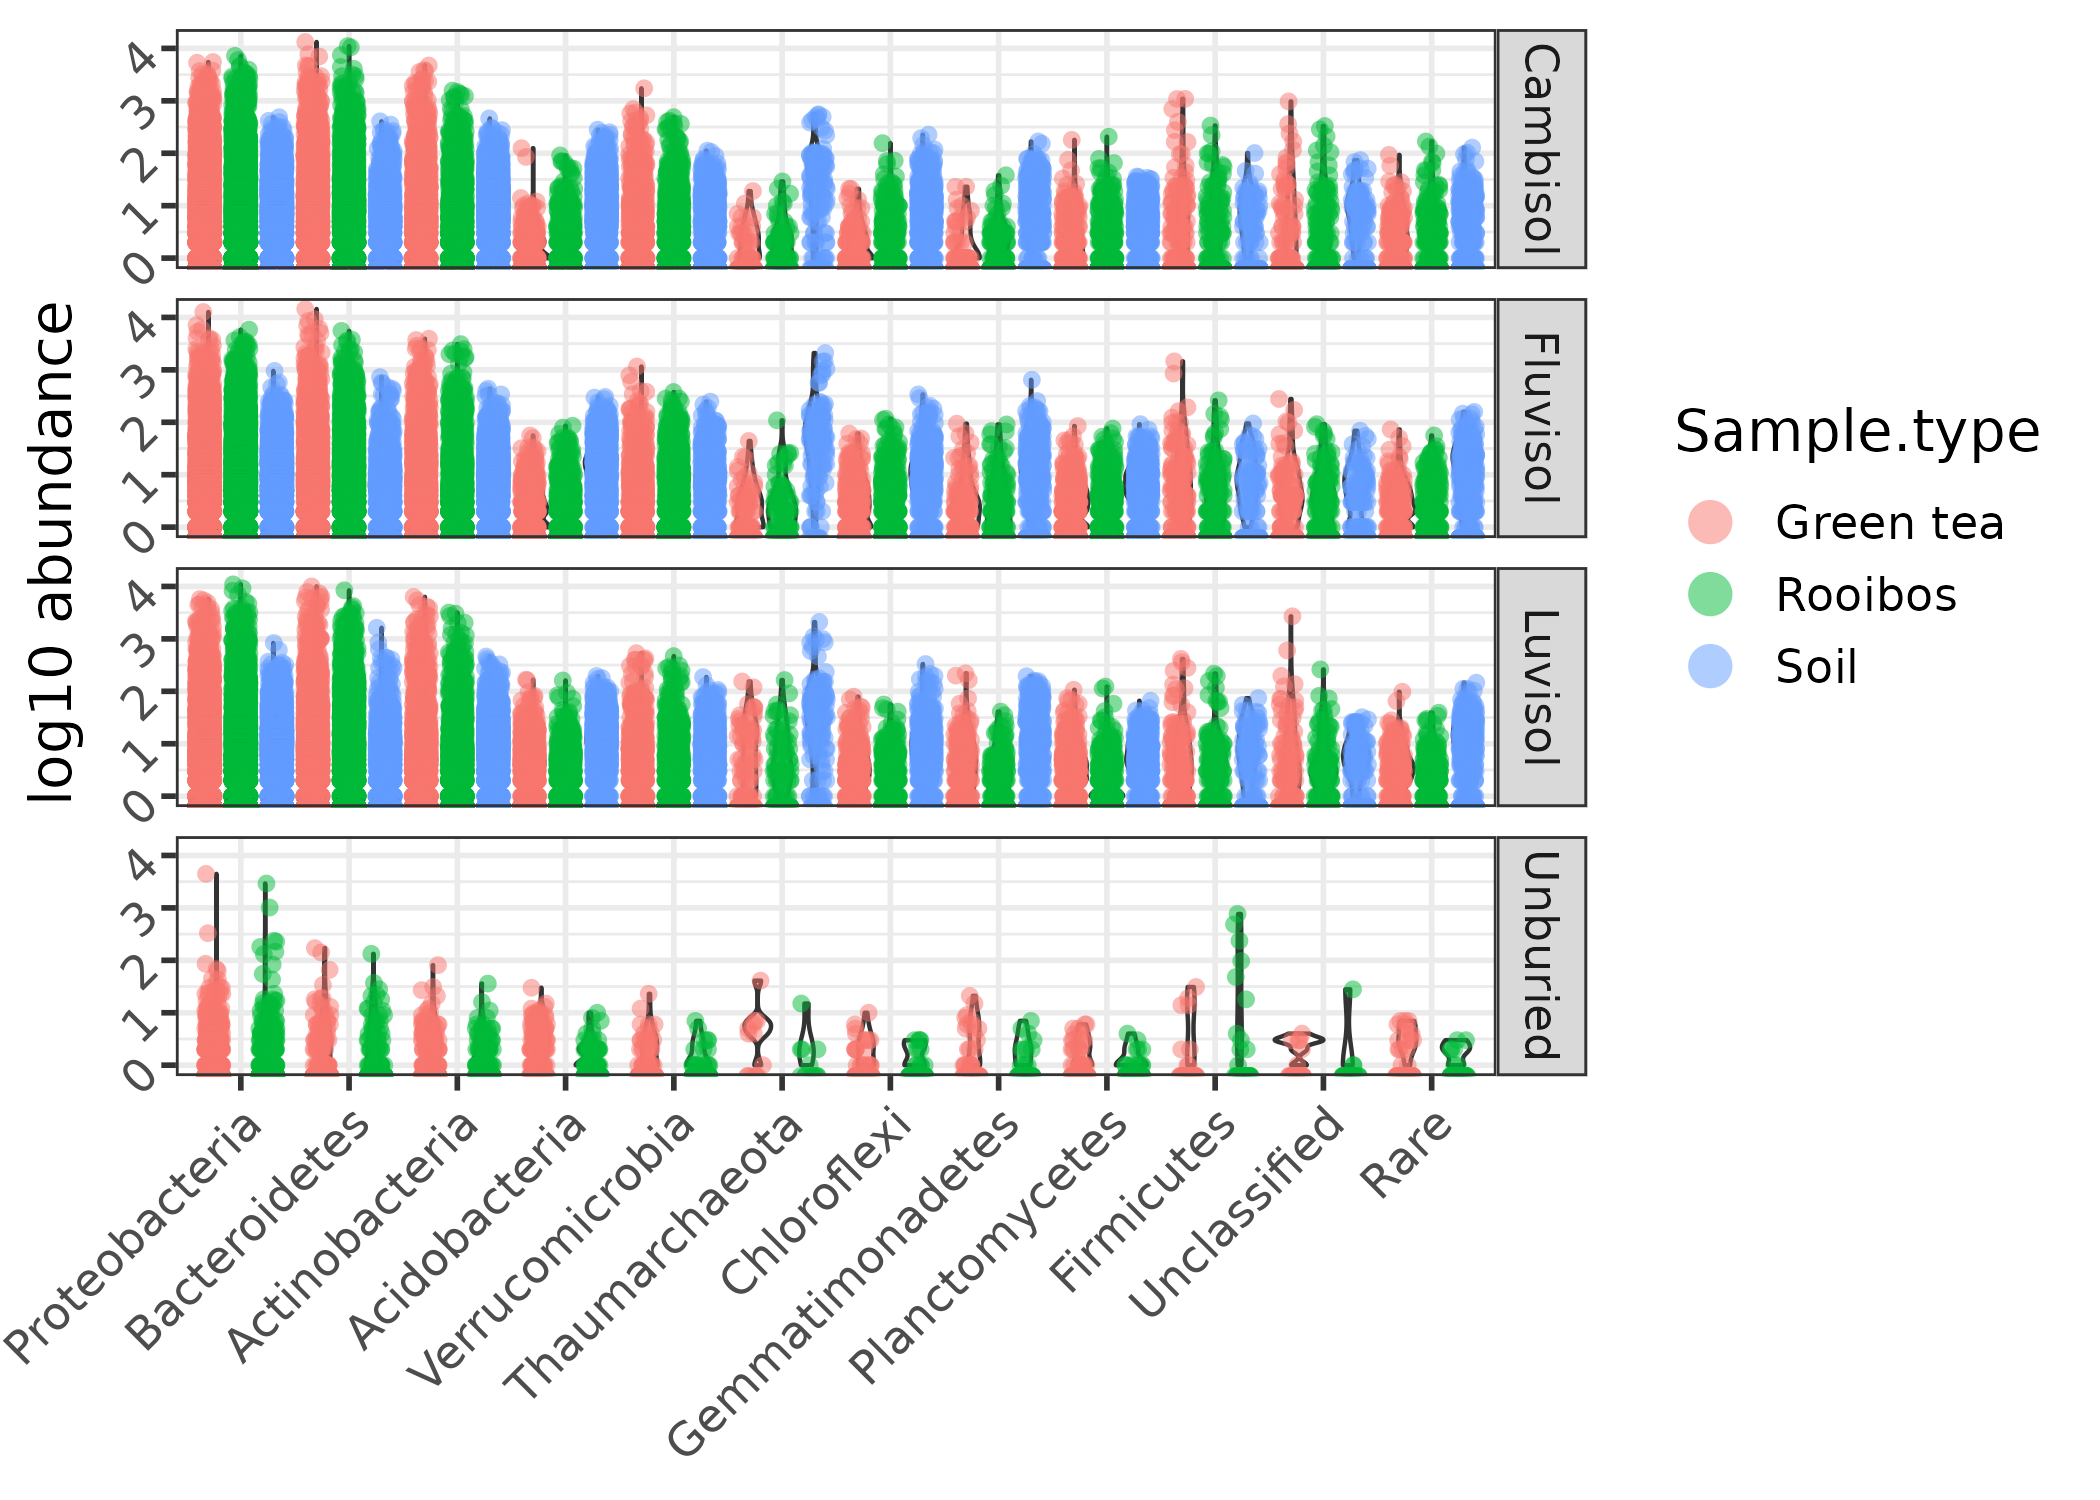 log10 abundance
4
3
2
1
0
Cambisol
4
3
2
1
0
Fluvisol
4
3
2
1
0
Luvisol
4
3
2
1
0
Unburied
Proteobacteria
Bacteroidetes
Actinobacteria
Acidobacteria
Verrucomicrobia
Thaumarchaeota
Chloroflexi
Gemmatimonadetes
Planctomycetes
Firmicutes
Unclassified
Rare
Sample.type
Green tea
Rooibos
Soil